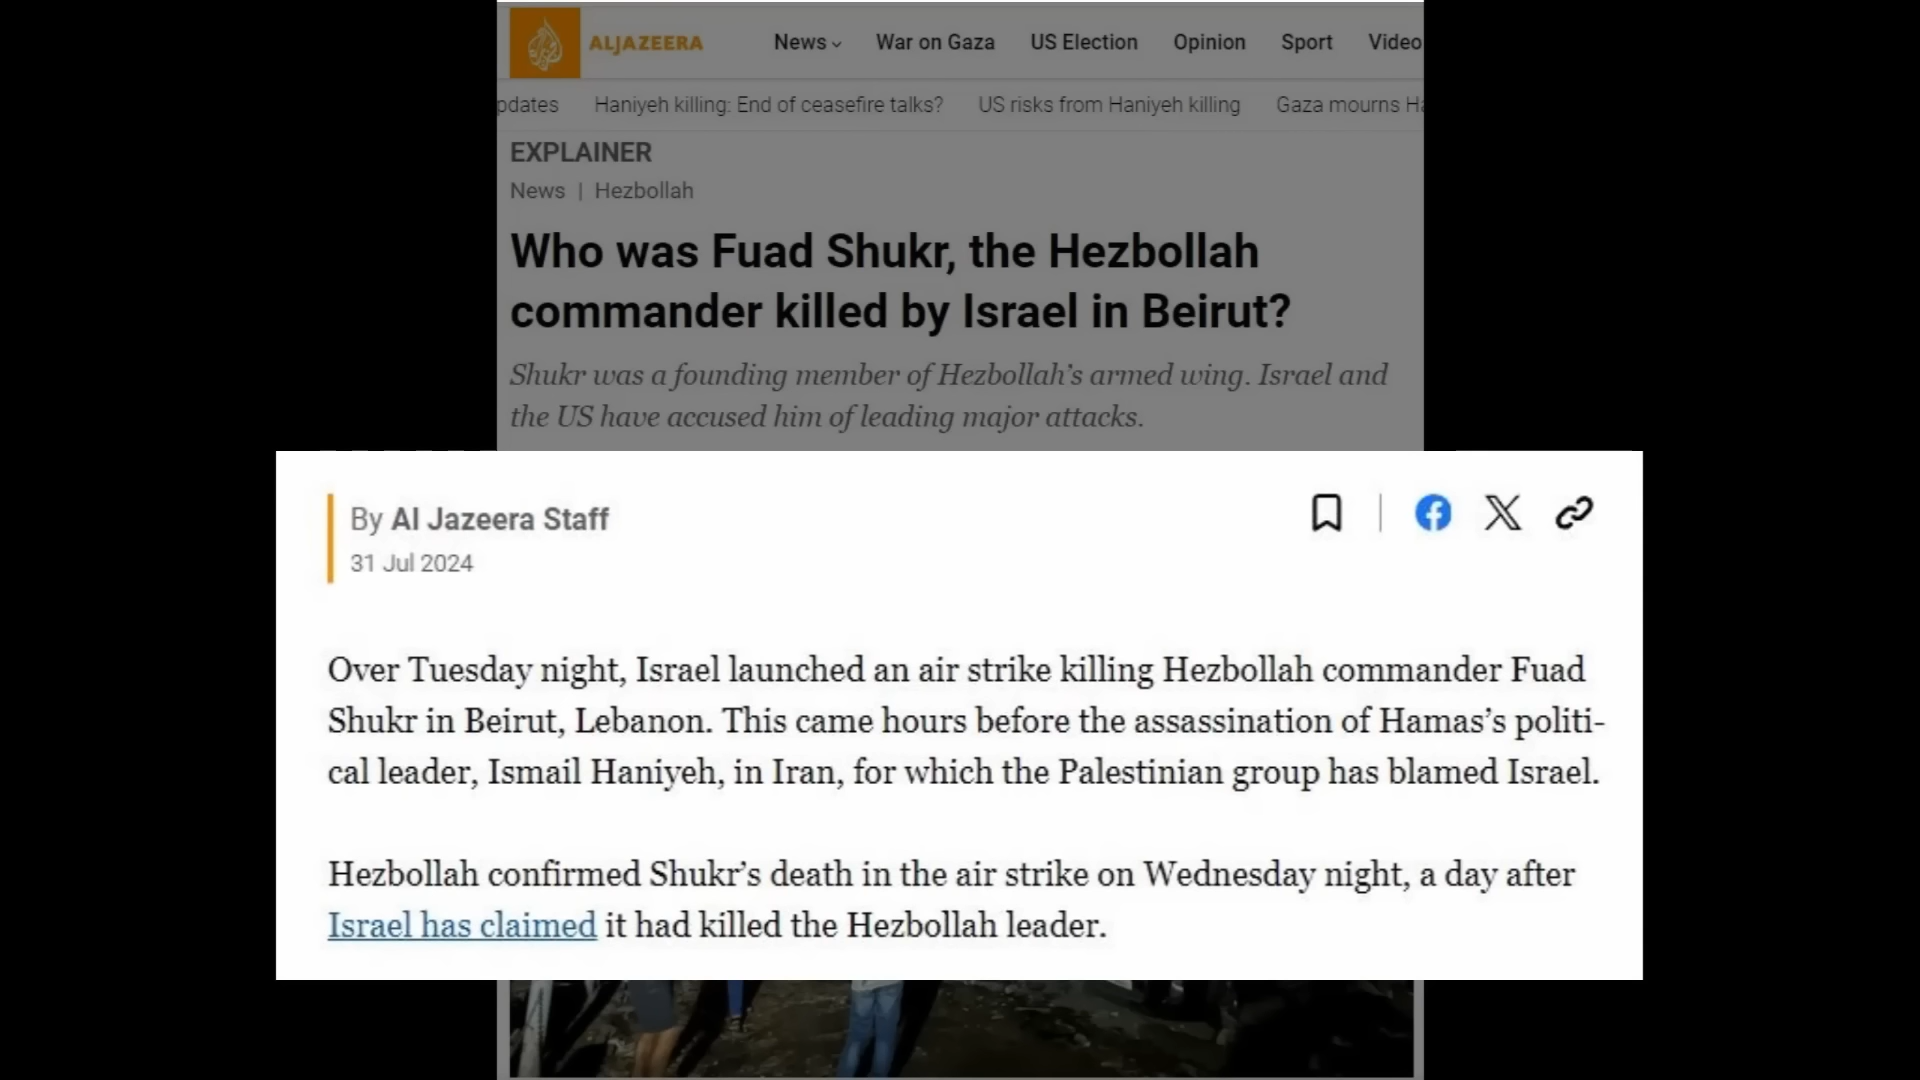 ALJAZEERA News War on Gaza US Election Opinion Sport Video
pdates Haniyeh killing: End of ceasefire talks? US risks from Haniyeh killing Gaza mourns Ha
EXPLAINER
News | Hezbollah
Who was Fuad Shukr, the Hezbollah
commander killed by Israel in Beirut?
Shukr was a founding member of Hezbollah’s armed wing. Israel and
the US have accused him of leading major attacks.
By Al Jazeera Staff
31 Jul 2024
Over Tuesday night, Israel launched an air strike killing Hezbollah commander Fuad
Shukr in Beirut, Lebanon. This came hours before the assassination of Hamas’s politi-
cal leader, Ismail Haniyeh, in Iran, for which the Palestinian group has blamed Israel.
Hezbollah confirmed Shukr’s death in the air strike on Wednesday night, a day after
Israel has claimed it had killed the Hezbollah leader.